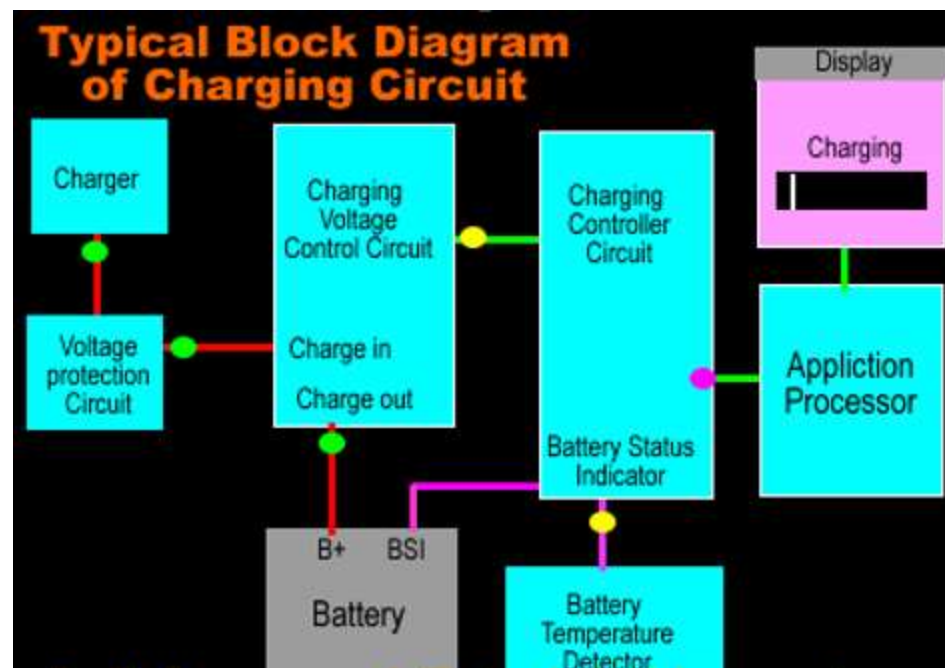 Typical Block Diagram
of Charging Circuit
Display
Charging
Charger
Charging
Voltage
Control Circuit
Charging
Controller
Circuit
Voltage
protection
Circuit
Charge in
Charge out
Appliction
Processor
Battery Status
Indicator
B+ BSI
Battery
Battery
Temperature
Detector